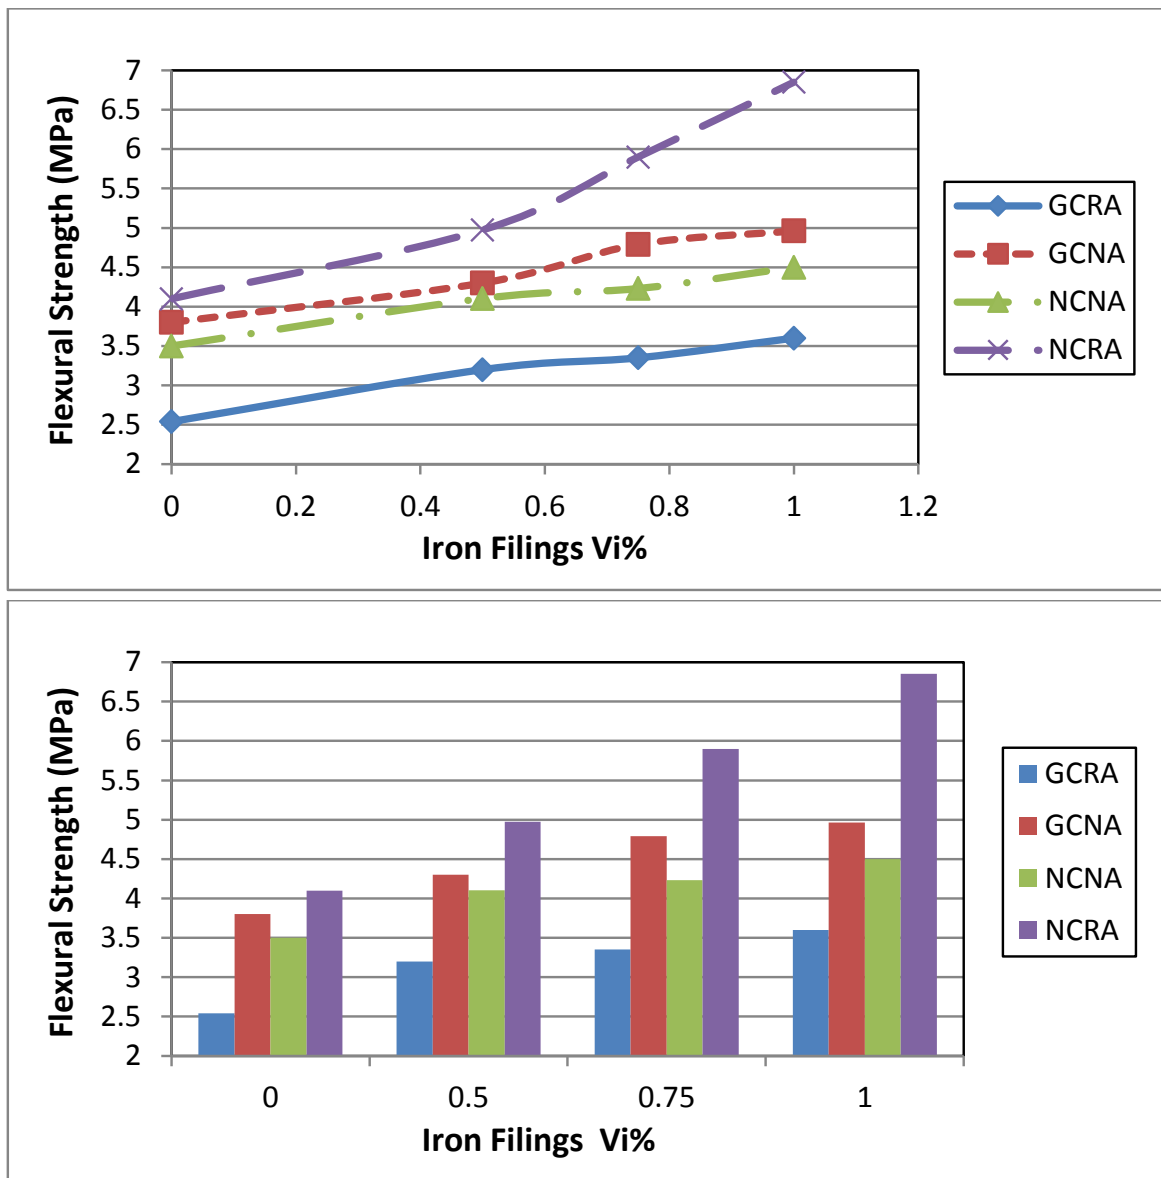 Flexural Strength (MPa)
7
6.5
6
5.5
5
4.5
4
3.5
3
2.5
2
0 0.2 0.4 0.6 0.8 1 1.2
Iron Filings Vi%
GCRA
GCNA
NCNA
NCRA
Flexural Strength (MPa)
7
6.5
6
5.5
5
4.5
4
3.5
3
2.5
2
0 0.5 0.75 1
Iron Filings Vi%
GCRA
GCNA
NCNA
NCRA